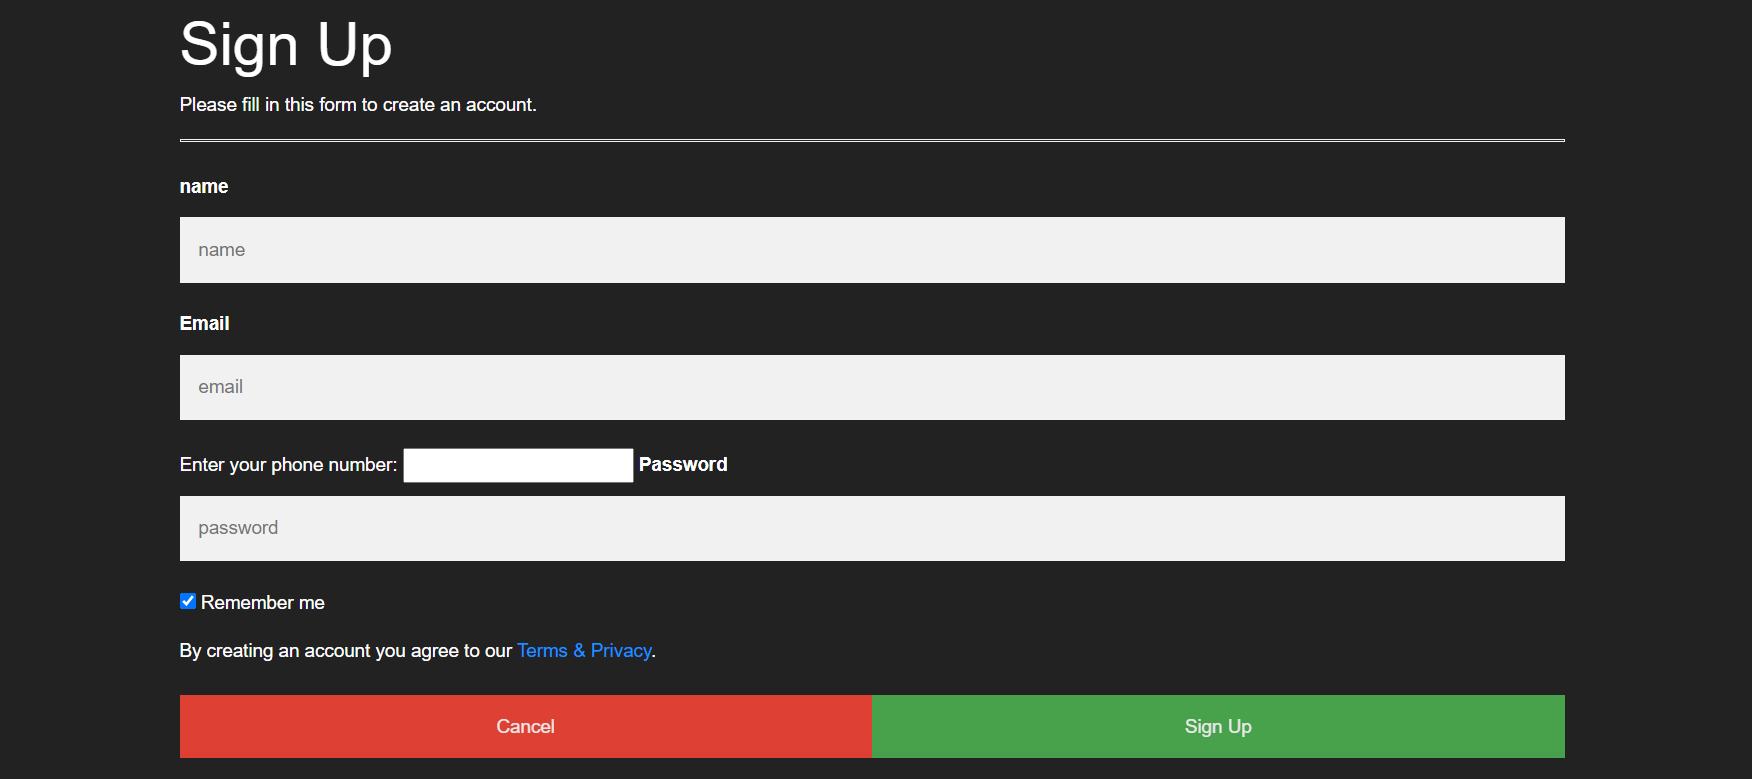 Sign Up
Please fill in this form to create an account.
name
name
Email
email
Enter your phone number: Password
password
Remember me
By creating an account you agree to our Terms & Privacy.
Cancel Sign Up